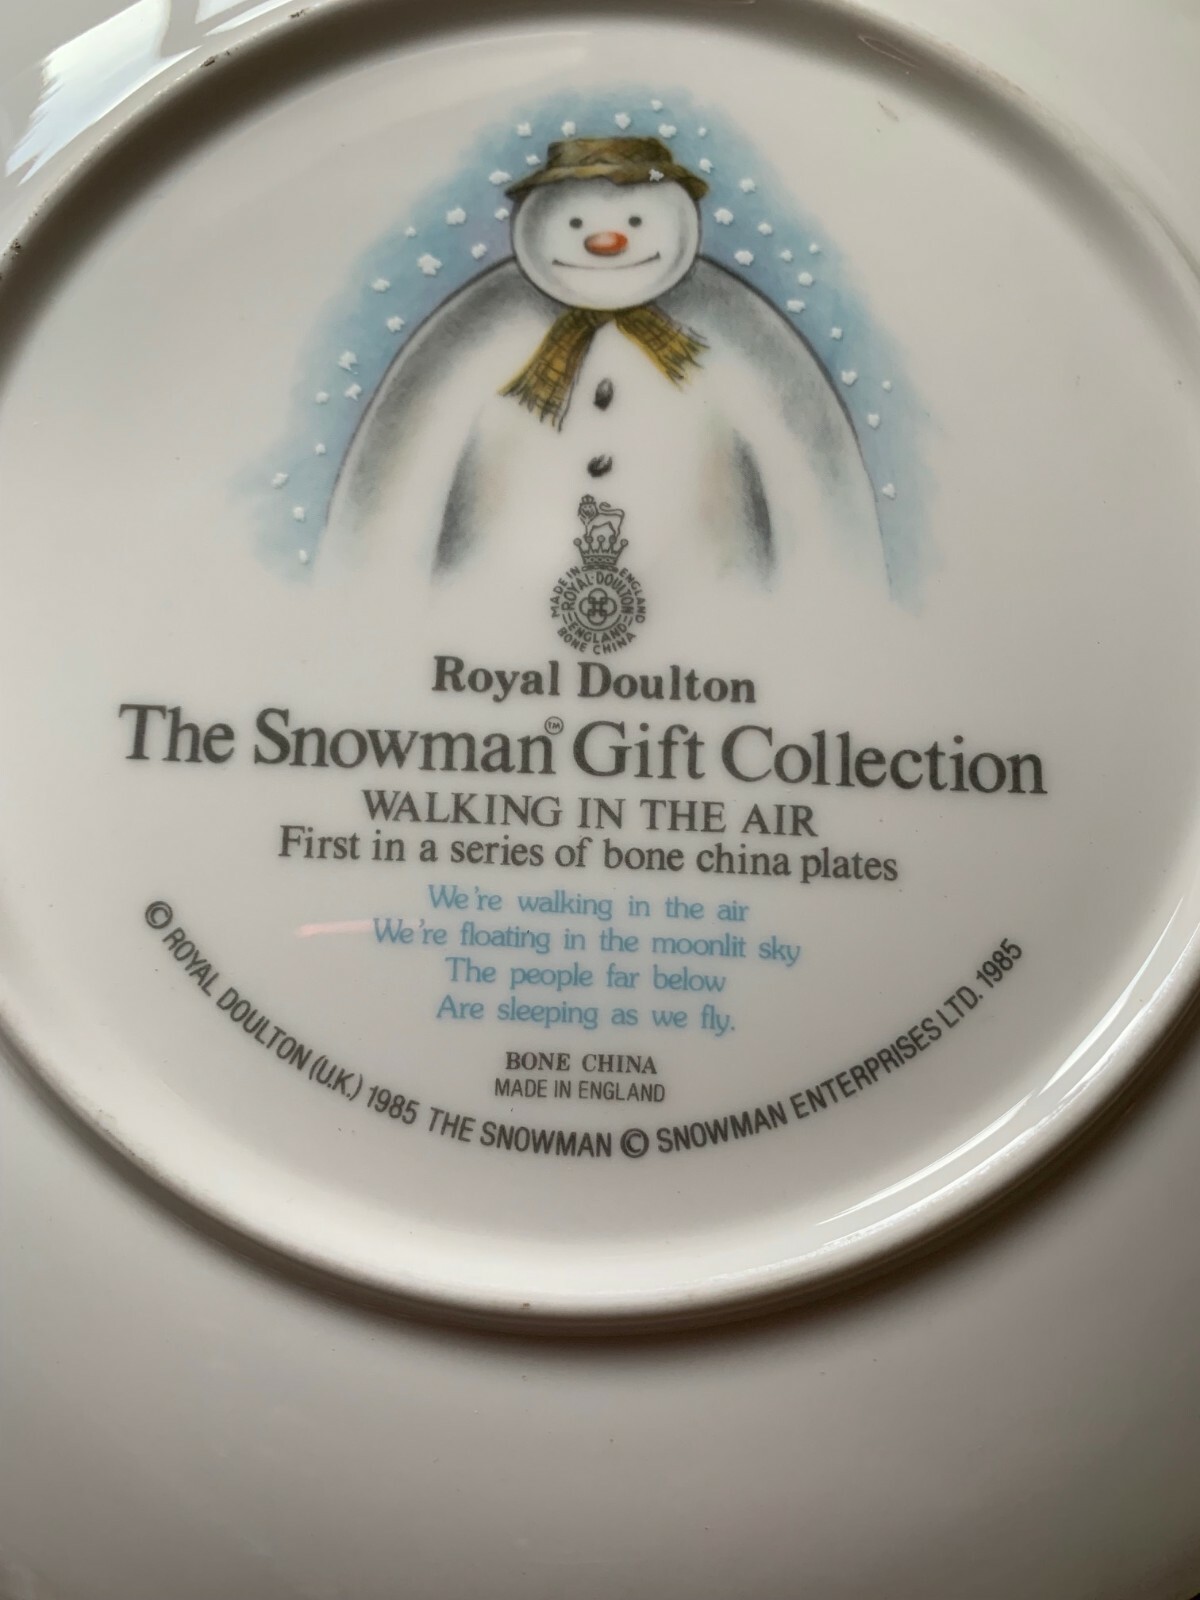 MADE IN ENGLAND
ROYAL·DOULTON
ENGLAND
BONE CHINA
Royal Doulton
The Snowman™ Gift Collection
WALKING IN THE AIR
First in a series of bone china plates
We're walking in the air
We're floating in the moonlit sky
The people far below
Are sleeping as we fly.
BONE CHINA
MADE IN ENGLAND
© ROYAL DOULTON (U.K.) 1985 THE SNOWMAN © SNOWMAN ENTERPRISES LTD. 1985